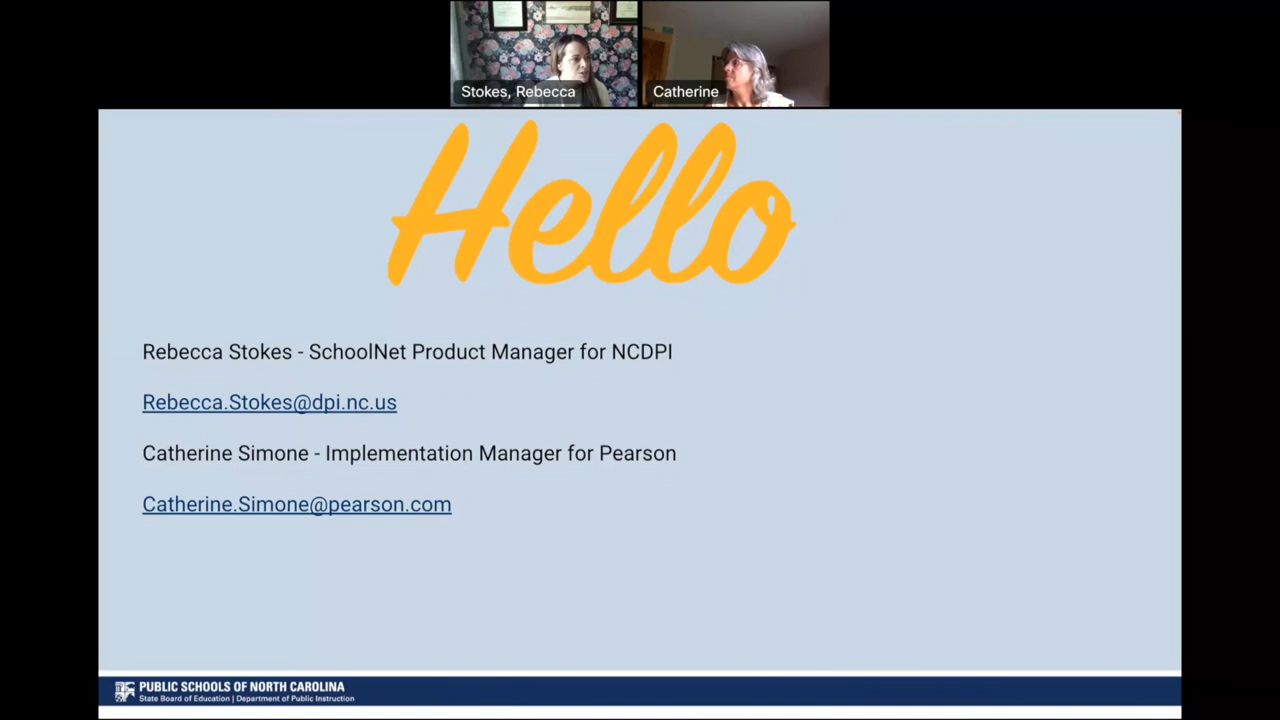 Stokes, Rebecca
Catherine
Hello
Rebecca Stokes - SchoolNet Product Manager for NCDPI
Rebecca.Stokes@dpi.nc.us
Catherine Simone - Implementation Manager for Pearson
Catherine.Simone@pearson.com
PUBLIC SCHOOLS OF NORTH CAROLINA
State Board of Education | Department of Public Instruction